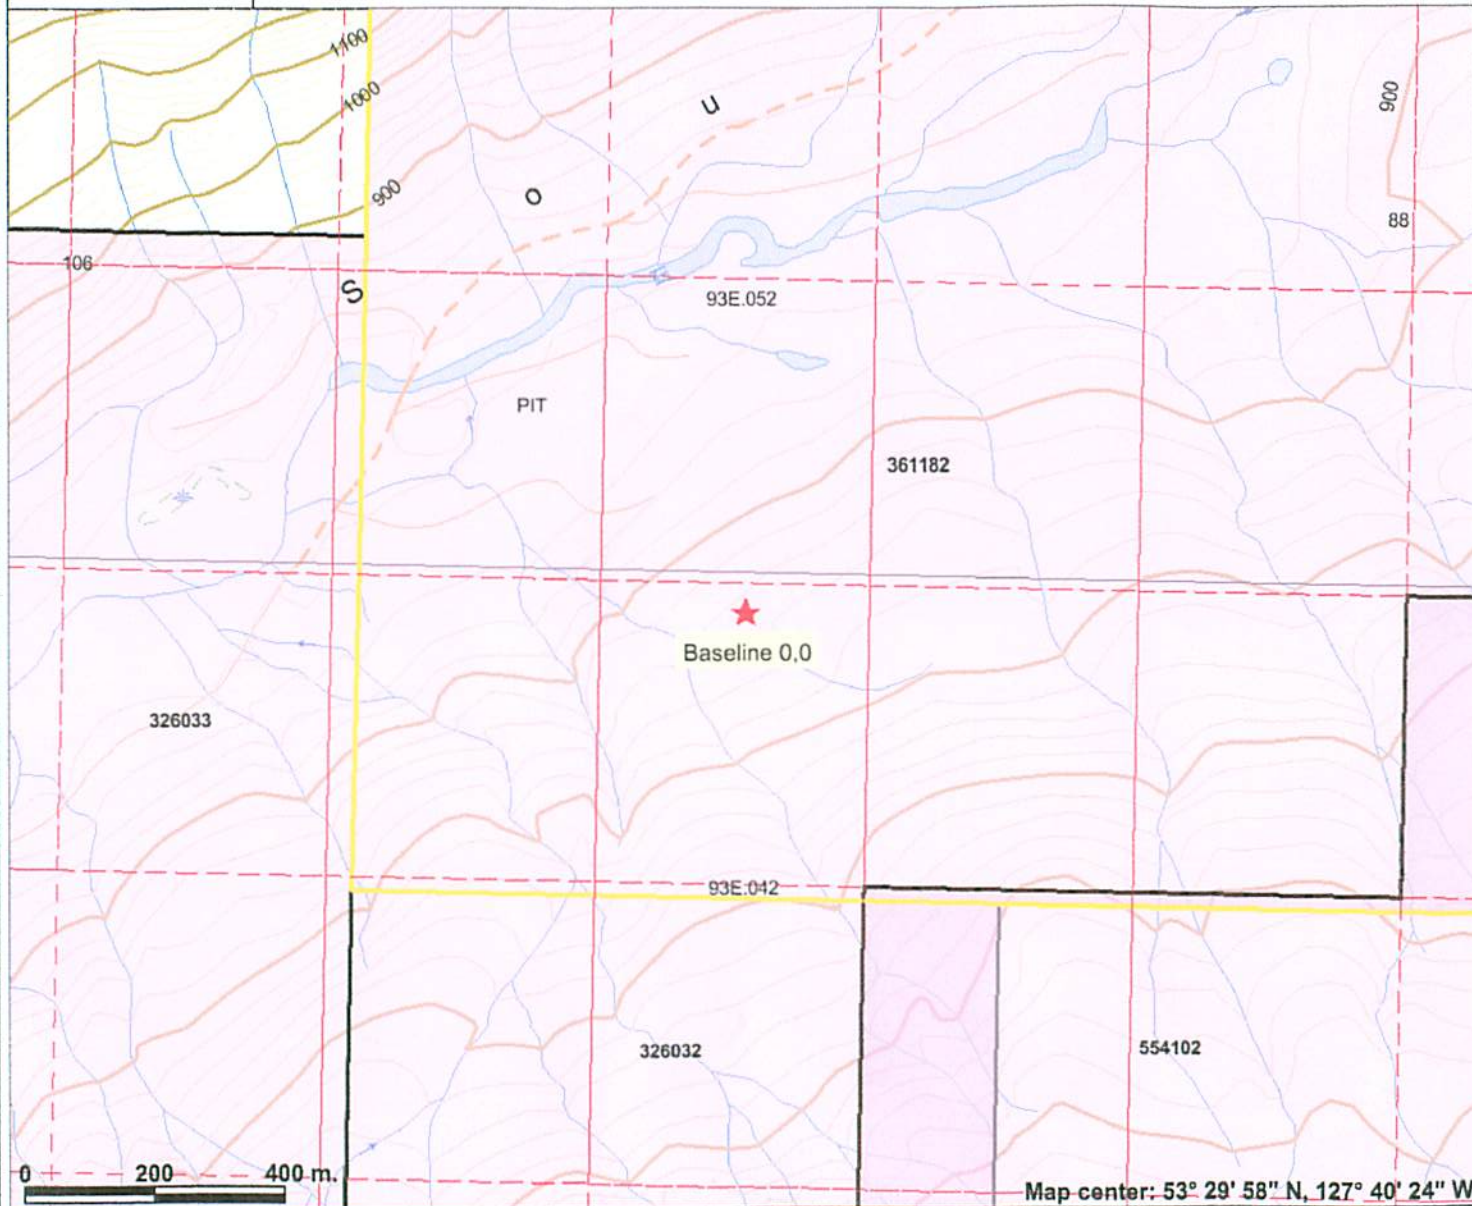 1100
1000
900
u
o
S
900
88
106
93E.052
PIT
361182
Baseline 0,0
326033
93E.042
326032
554102
0 200 400 m.
Map center: 53° 29' 58" N, 127° 40' 24" W